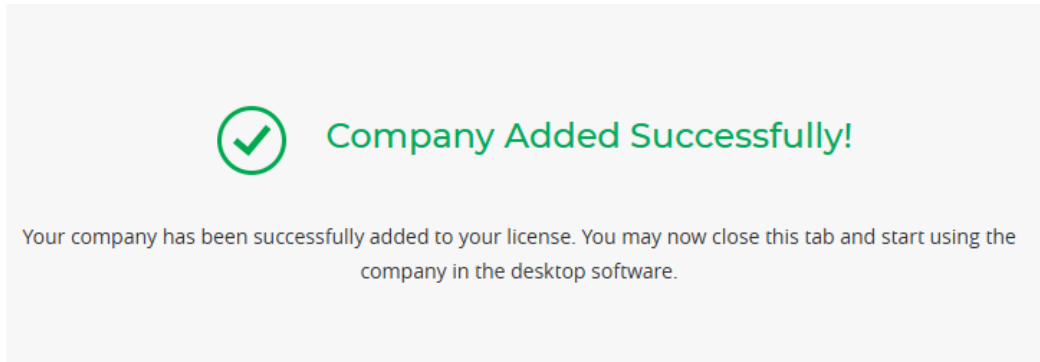 Company Added Successfully!
Your company has been successfully added to your license. You may now close this tab and start using the
company in the desktop software.